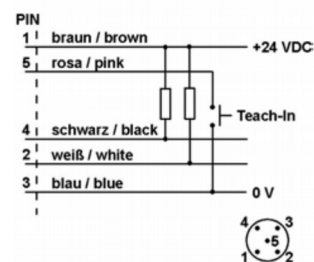 PIN
1 braun / brown +24 VDC
5 rosa / pink
Teach-In
4 schwarz / black
2 weiß / white
3 blau / blue 0 V
4 3
5
1 2